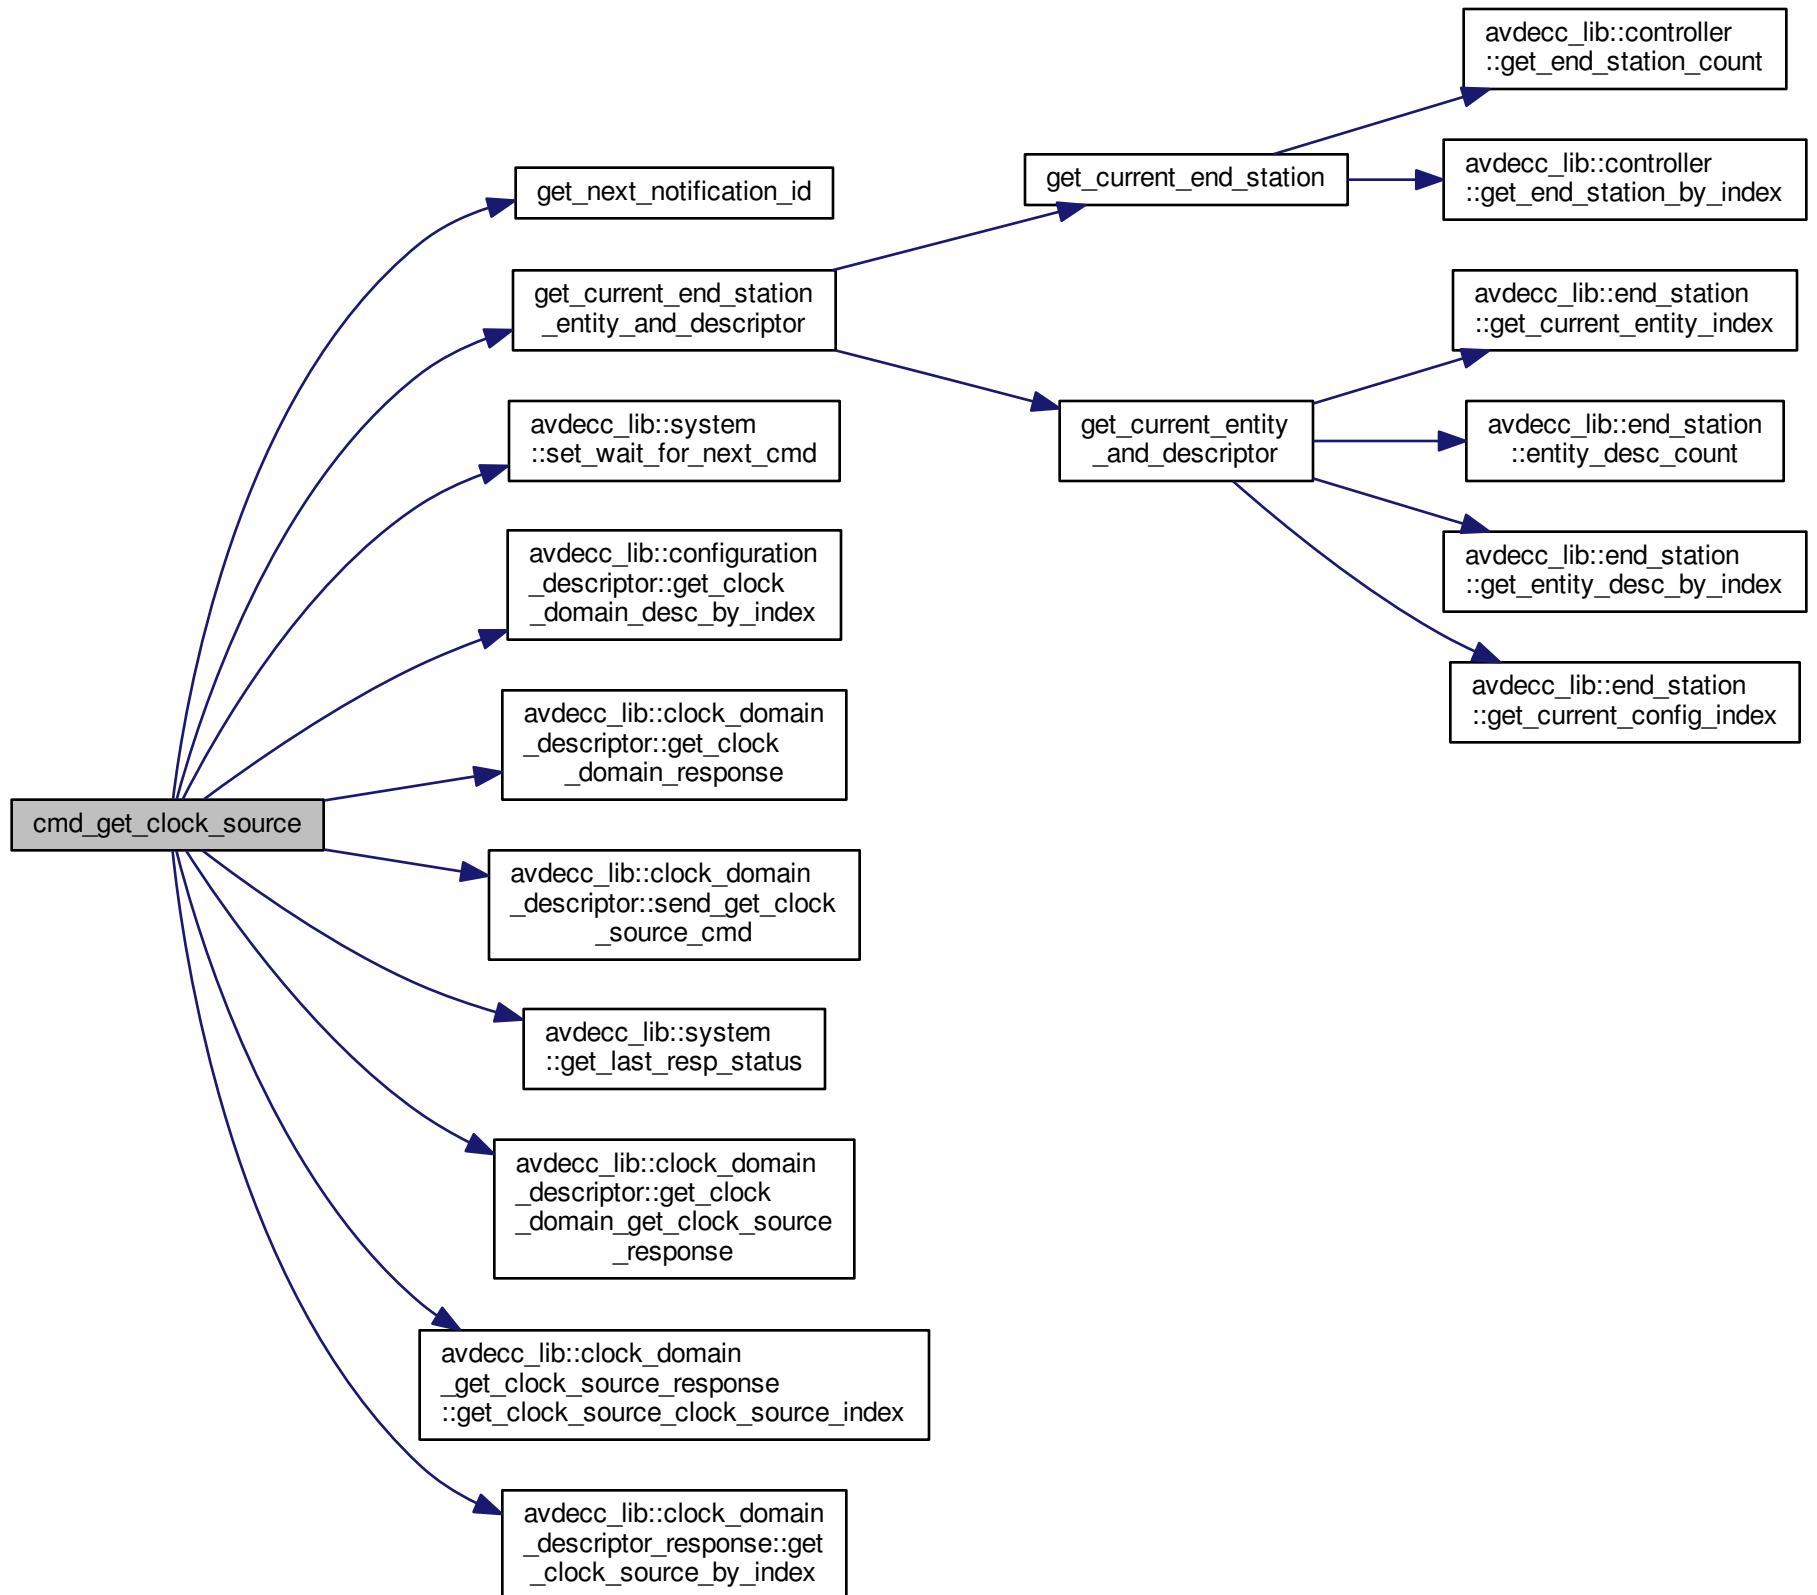 avdecc_lib::controller
::get_end_station_count
avdecc_lib::controller
::get_end_station_by_index
get_current_end_station
get_next_notification_id
get_current_end_station
_entity_and_descriptor
avdecc_lib::end_station
::get_current_entity_index
avdecc_lib::system
::set_wait_for_next_cmd
get_current_entity
_and_descriptor
avdecc_lib::end_station
::entity_desc_count
avdecc_lib::configuration
_descriptor::get_clock
_domain_desc_by_index
avdecc_lib::end_station
::get_entity_desc_by_index
avdecc_lib::end_station
::get_current_config_index
avdecc_lib::clock_domain
_descriptor::get_clock
_domain_response
cmd_get_clock_source
avdecc_lib::clock_domain
_descriptor::send_get_clock
_source_cmd
avdecc_lib::system
::get_last_resp_status
avdecc_lib::clock_domain
_descriptor::get_clock
_domain_get_clock_source
_response
avdecc_lib::clock_domain
_get_clock_source_response
::get_clock_source_clock_source_index
avdecc_lib::clock_domain
_descriptor_response::get
_clock_source_by_index